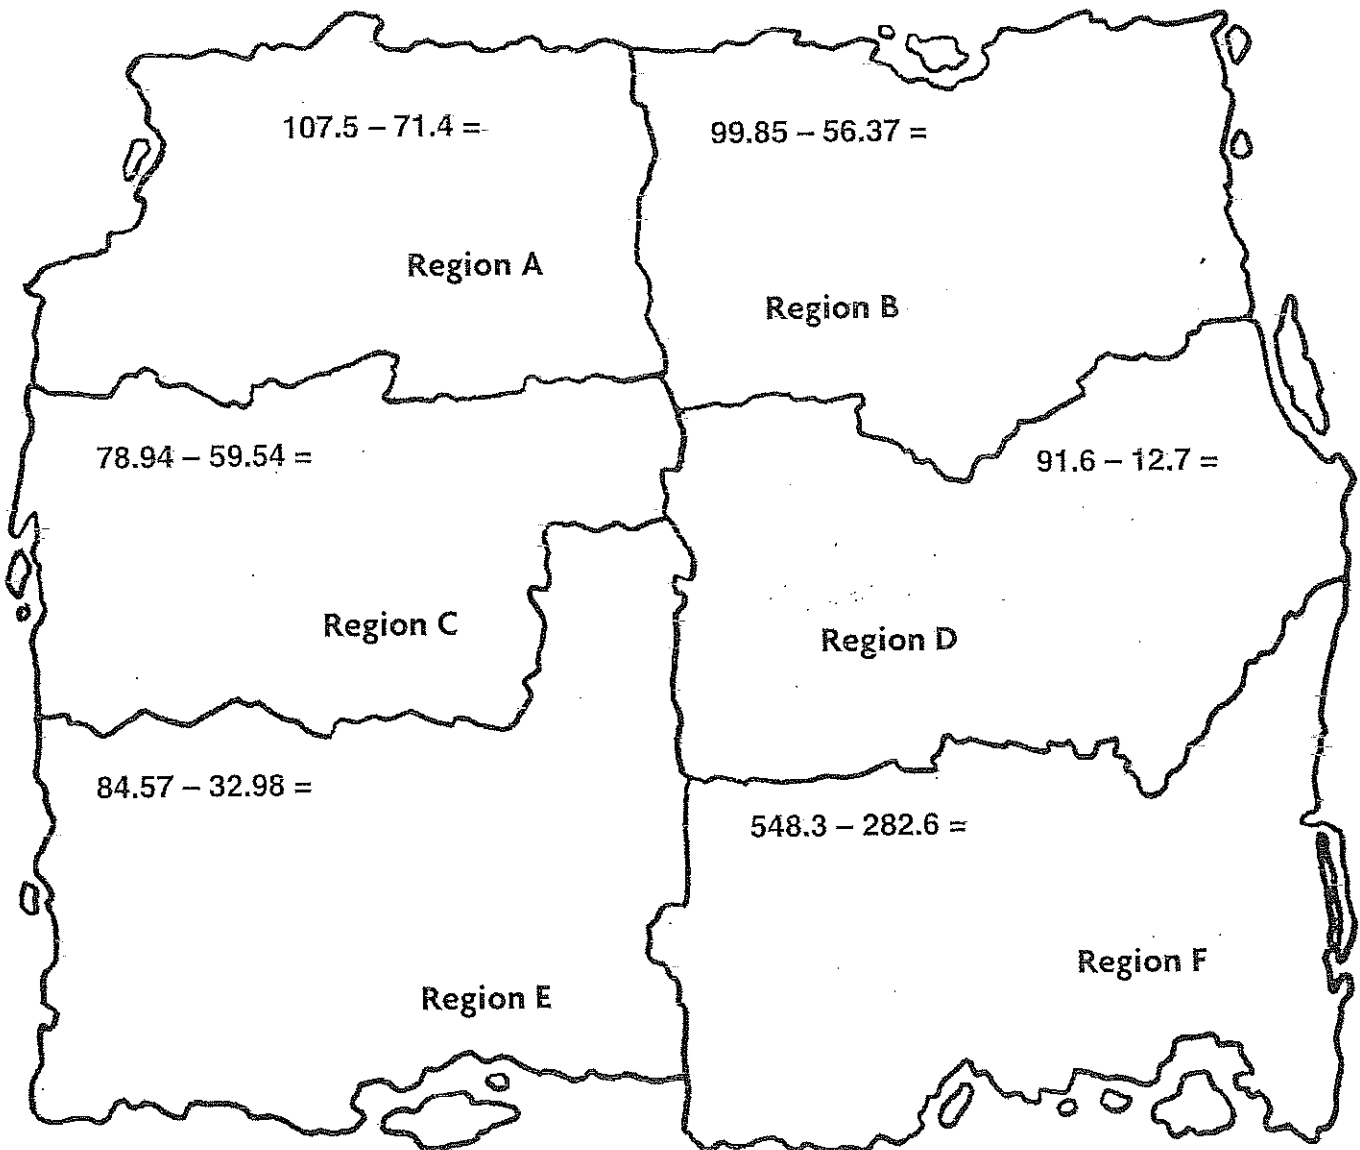 107.5 – 71.4 =
99.85 – 56.37 =
Region A
Region B
78.94 – 59.54 =
91.6 – 12.7 =
Region C
Region D
84.57 – 32.98 =
548.3 – 282.6 =
Region E
Region F